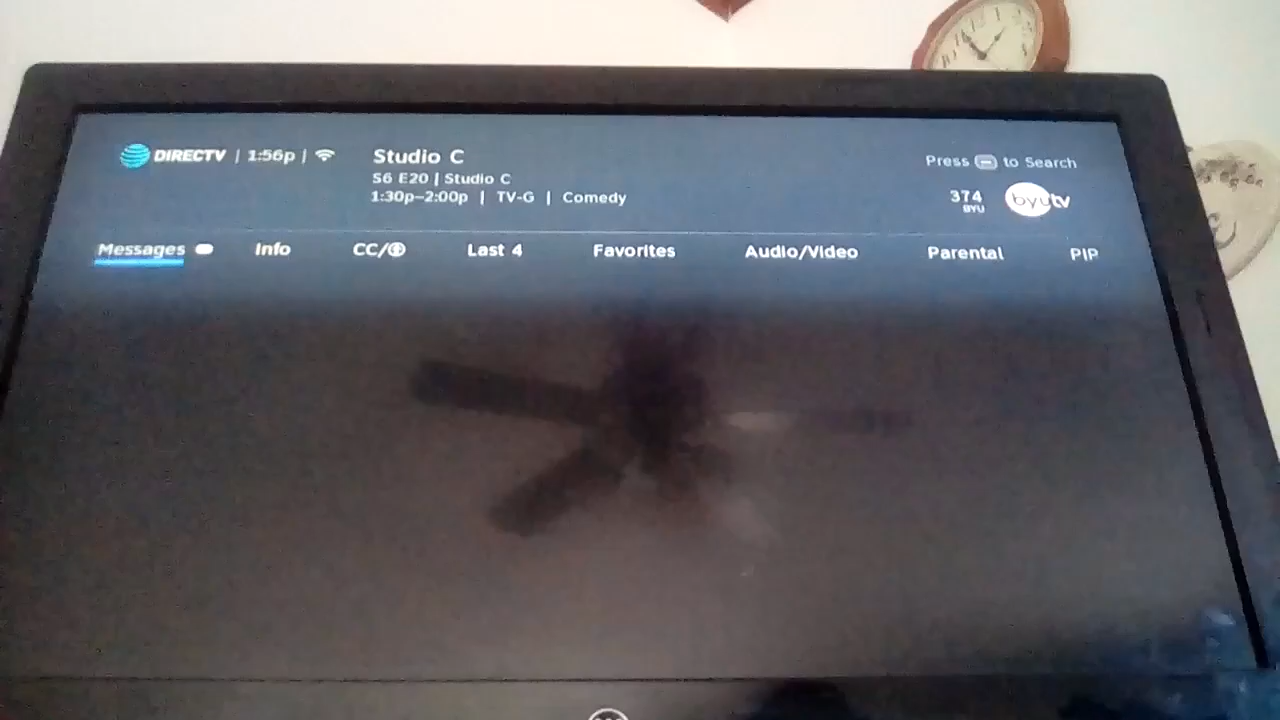 DIRECTV | 1:56p |
Studio C
S6 E20 | Studio C
1:30p–2:00p | TV-G | Comedy
Press to Search
374
BYU
byutv
Messages Info CC/ Last 4 Favorites Audio/Video Parental PIP